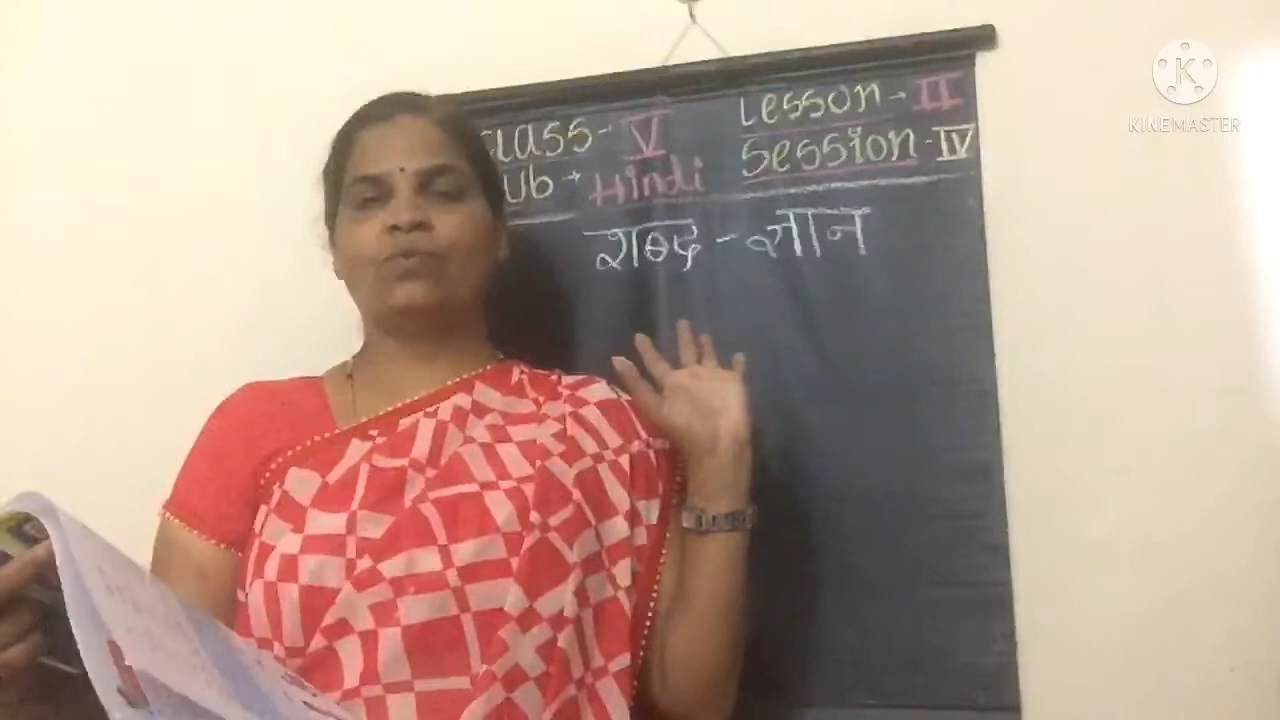 Class - V
Lesson - II
Sub → Hindi
Session - IV
शब्द - ज्ञान
K
KINEMASTER